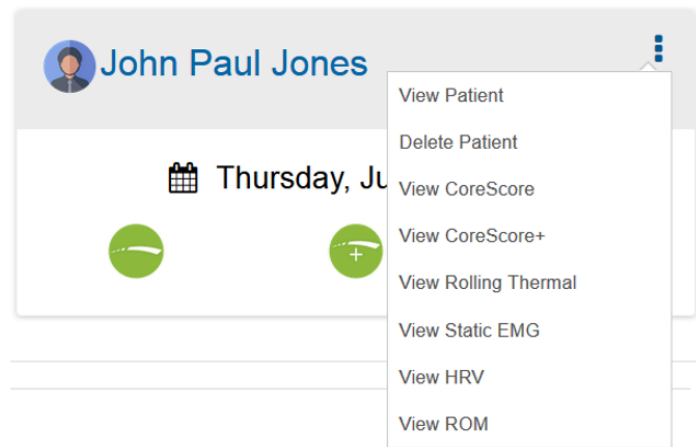 John Paul Jones
View Patient
Delete Patient
Thursday, Ju
View CoreScore
View CoreScore+
View Rolling Thermal
View Static EMG
View HRV
View ROM